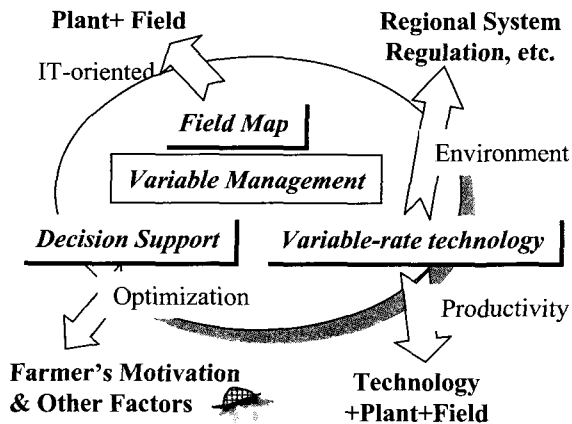 Plant+ Field
Regional System
Regulation, etc.
IT-oriented
Field Map
Environment
Variable Management
Decision Support
Variable-rate technology
Optimization
Productivity
Farmer's Motivation
& Other Factors
Technology
+Plant+Field